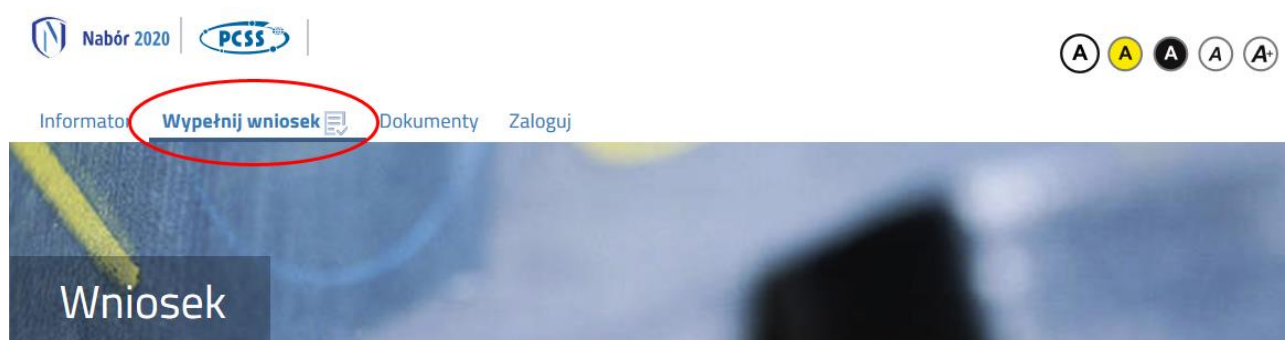 Nabór 2020 PCSS
A A A A A+
Informator Wypełnij wniosek Dokumenty Zaloguj
Wniosek